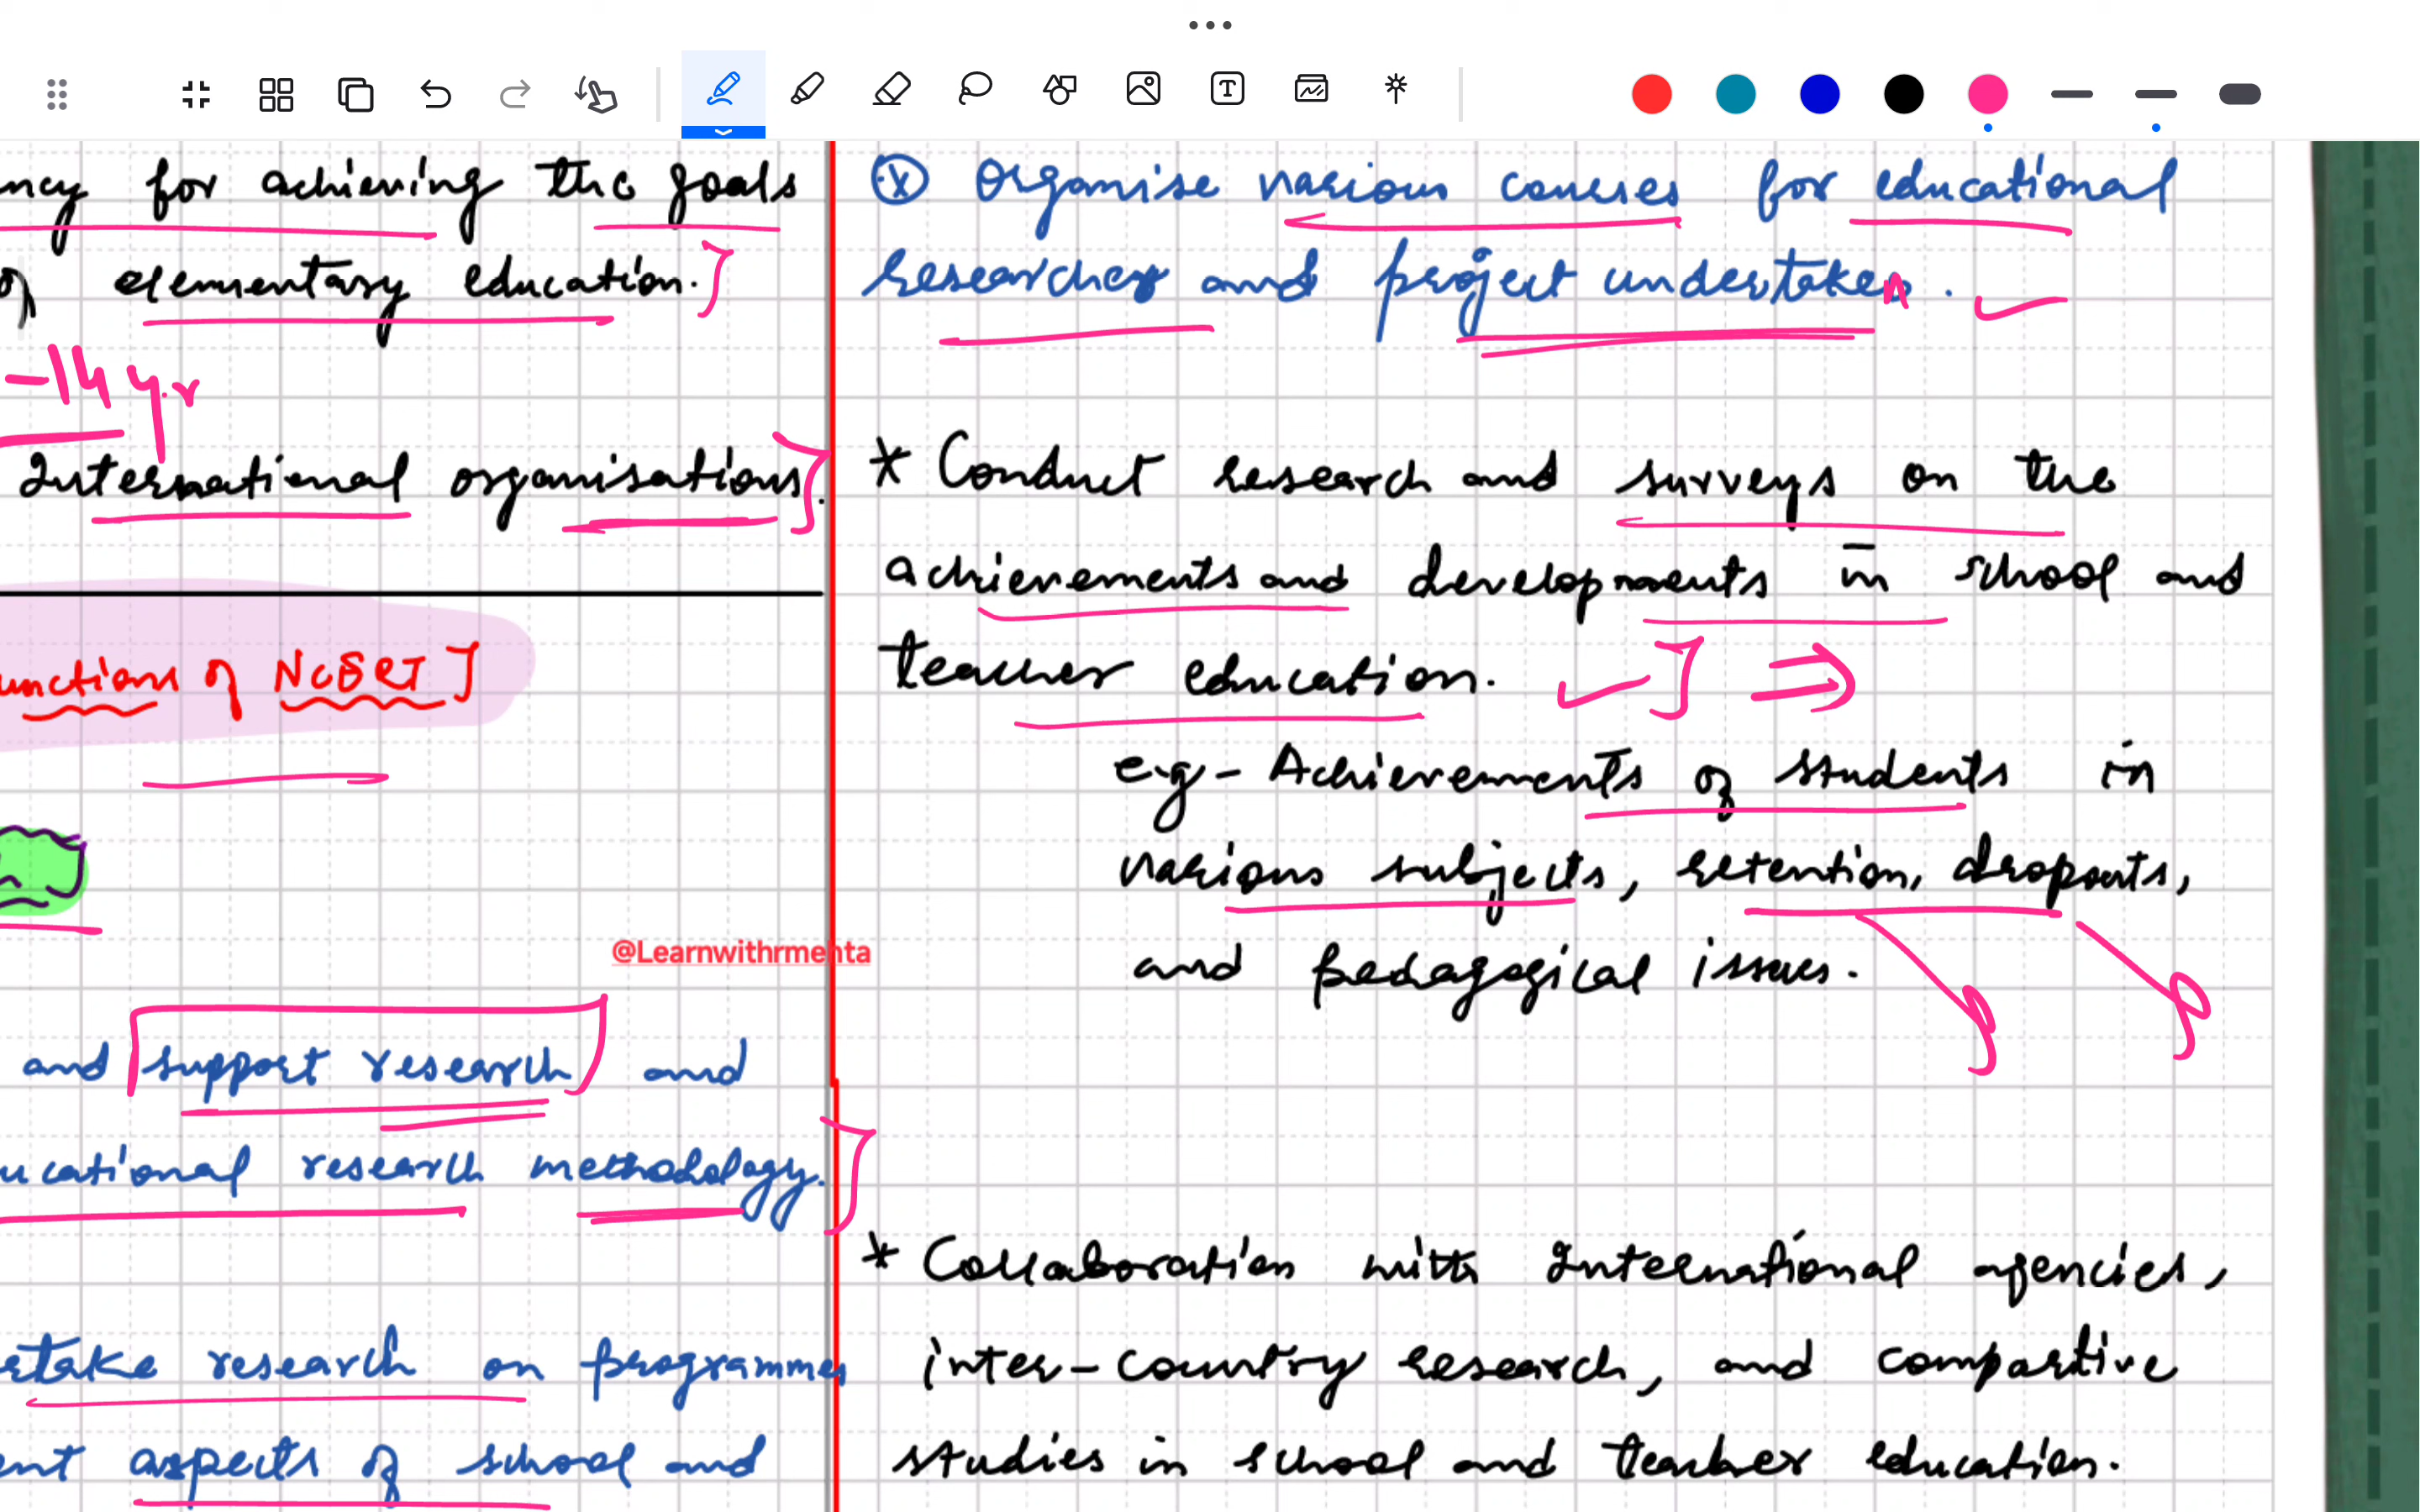 ncy for achieving the goals
of elementary education.
-14 yr
International organisations.
unctions of NCERT]
@Learnwithrmehta
and support research and
ucational research methodology.
etake research on programmes
ent aspects of school and
Organise various courses for educational
researches and project undertaken.
* Conduct research and surveys on the
achievements and developments in school and
teacher education.
e.g- Achievements of students in
various subjects, retention, dropouts,
and pedagogical issues.
* Collaboration with International agencies,
inter-country research, and compartive
studies in school and teacher education.